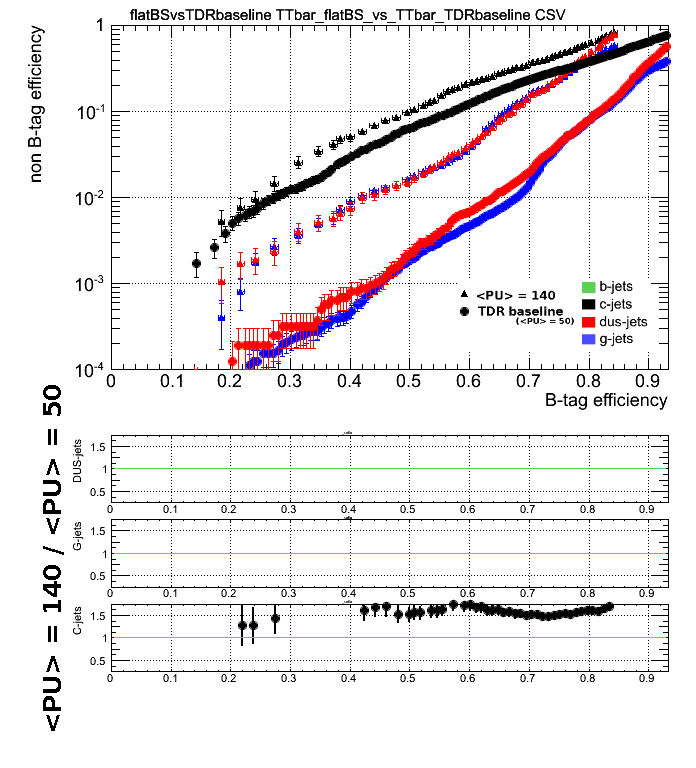 flatBSvsTDRbaseline TTbar_flatBS_vs_TTbar_TDRbaseline CSV
non B-tag efficiency
1
10⁻¹
10⁻²
10⁻³
10⁻⁴
<PU> = 140
TDR baseline
(<PU> = 50)
b-jets
c-jets
dus-jets
g-jets
0 0.1 0.2 0.3 0.4 0.5 0.6 0.7 0.8 0.9
B-tag efficiency
<PU> = 140 / <PU> = 50
DUS-jets
1.5
1
0.5
0 0.1 0.2 0.3 0.4 0.5 0.6 0.7 0.8 0.9
G-jets
1.5
1
0.5
0 0.1 0.2 0.3 0.4 0.5 0.6 0.7 0.8 0.9
C-jets
1.5
1
0.5
0 0.1 0.2 0.3 0.4 0.5 0.6 0.7 0.8 0.9